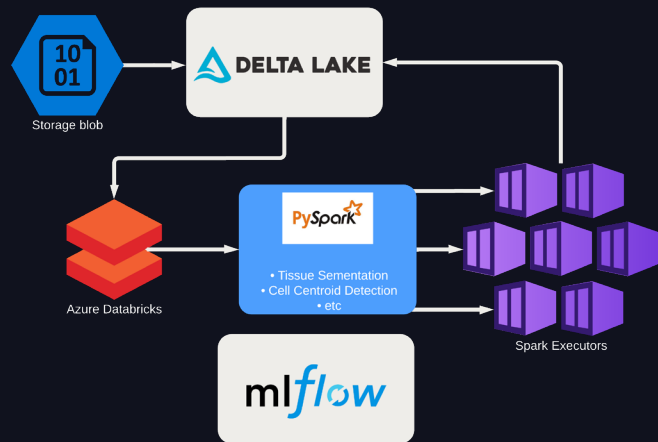 10
01
Storage blob
DELTA LAKE
PySpark
• Tissue Sementation
• Cell Centroid Detection
• etc
Azure Databricks
Spark Executors
mlflow